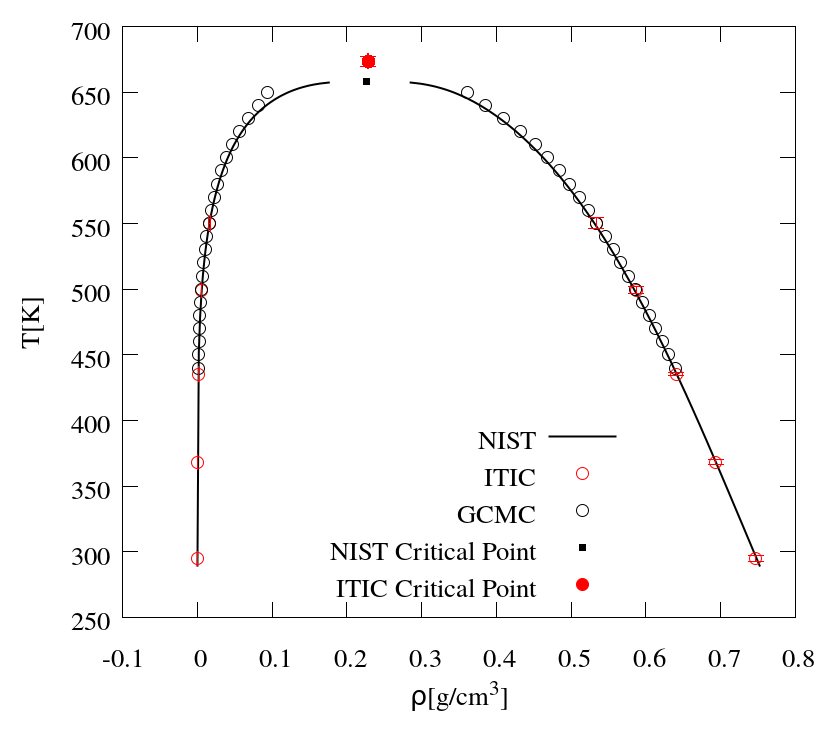 700
650
600
550
500
450
400
350
300
250
T[K]
NIST
ITIC
GCMC
NIST Critical Point
ITIC Critical Point
-0.1 0 0.1 0.2 0.3 0.4 0.5 0.6 0.7 0.8
ρ[g/cm³]